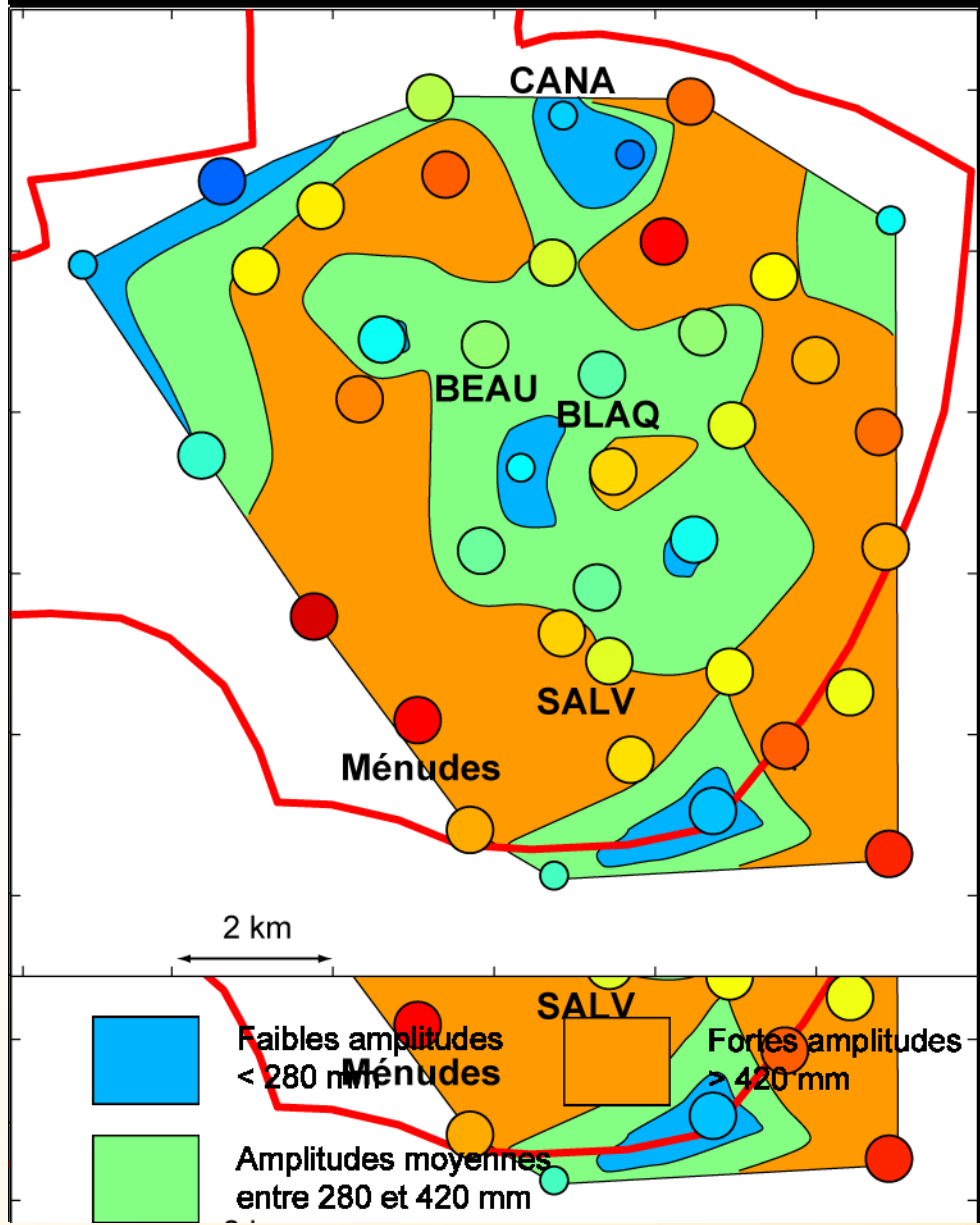 CANA
BEAU
BLAQ
SALV
Ménudes
2 km
SALV
Faibles amplitudes
< 280 mm
Ménudes
Fortes amplitudes
> 420 mm
Amplitudes moyennes
entre 280 et 420 mm